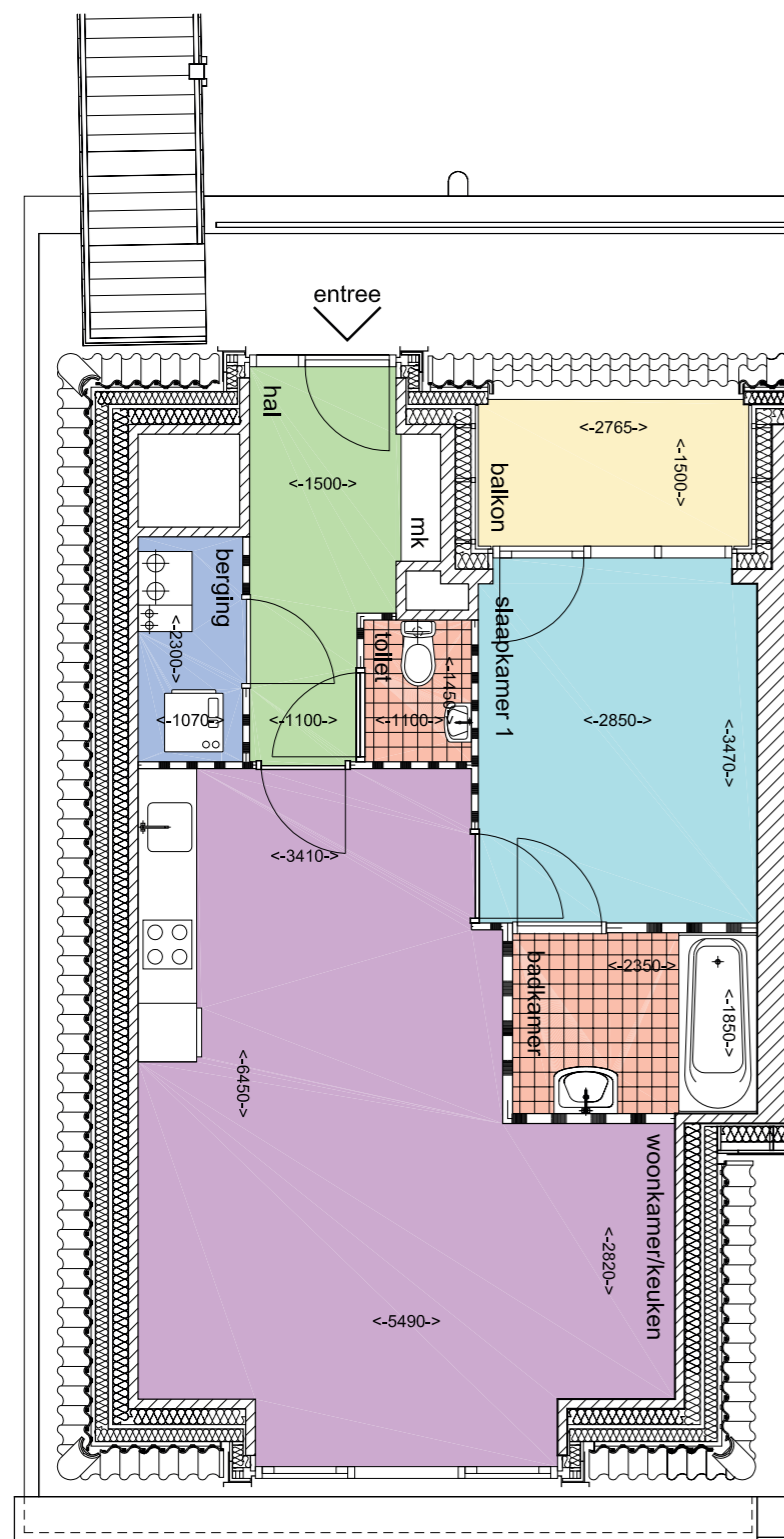 entree
hal
<-1500->
mk
<-2765->
<-1500->
balkon
berging
<-2300->
<-1070->
<-1100->
toilet
<-1450->
<-1100->
slaapkamer 1
<-2850->
<-3470->
<-3410->
badkamer
<-2350->
<-1850->
<-6450->
woonkamer/keuken
<-2820->
<-5490->